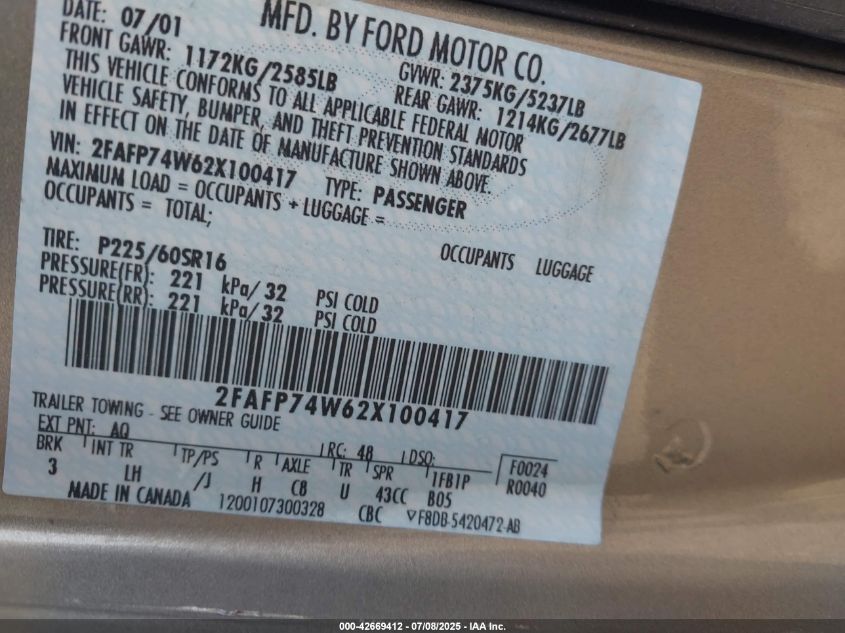 DATE: 07/01 MFD. BY FORD MOTOR CO.
FRONT GAWR: 1172KG/2585LB GVWR: 2375KG/5237LB
REAR GAWR: 1214KG/2677LB
THIS VEHICLE CONFORMS TO ALL APPLICABLE FEDERAL MOTOR
VEHICLE SAFETY, BUMPER, AND THEFT PREVENTION STANDARDS
IN EFFECT ON THE DATE OF MANUFACTURE SHOWN ABOVE.
VIN: 2FAFP74W62X100417 TYPE: PASSENGER
MAXIMUM LOAD = OCCUPANTS + LUGGAGE =
OCCUPANTS = TOTAL;
OCCUPANTS LUGGAGE
TIRE: P225/60SR16
PRESSURE(FR): 221 kPa/ 32 PSI COLD
PRESSURE(RR): 221 kPa/ 32 PSI COLD
2FAFP74W62X100417
TRAILER TOWING - SEE OWNER GUIDE
EXT PNT: AQ RC: 48 DSO: F0024
BRK INT TR TP/PS R AXLE TR SPR 1FB1P R0040
3 LH /J H C8 U 43CC B05
MADE IN CANADA 1200107300328 CBC ▽F8DB-5420472-AB
000-42669412 - 07/08/2025 - IAA Inc.